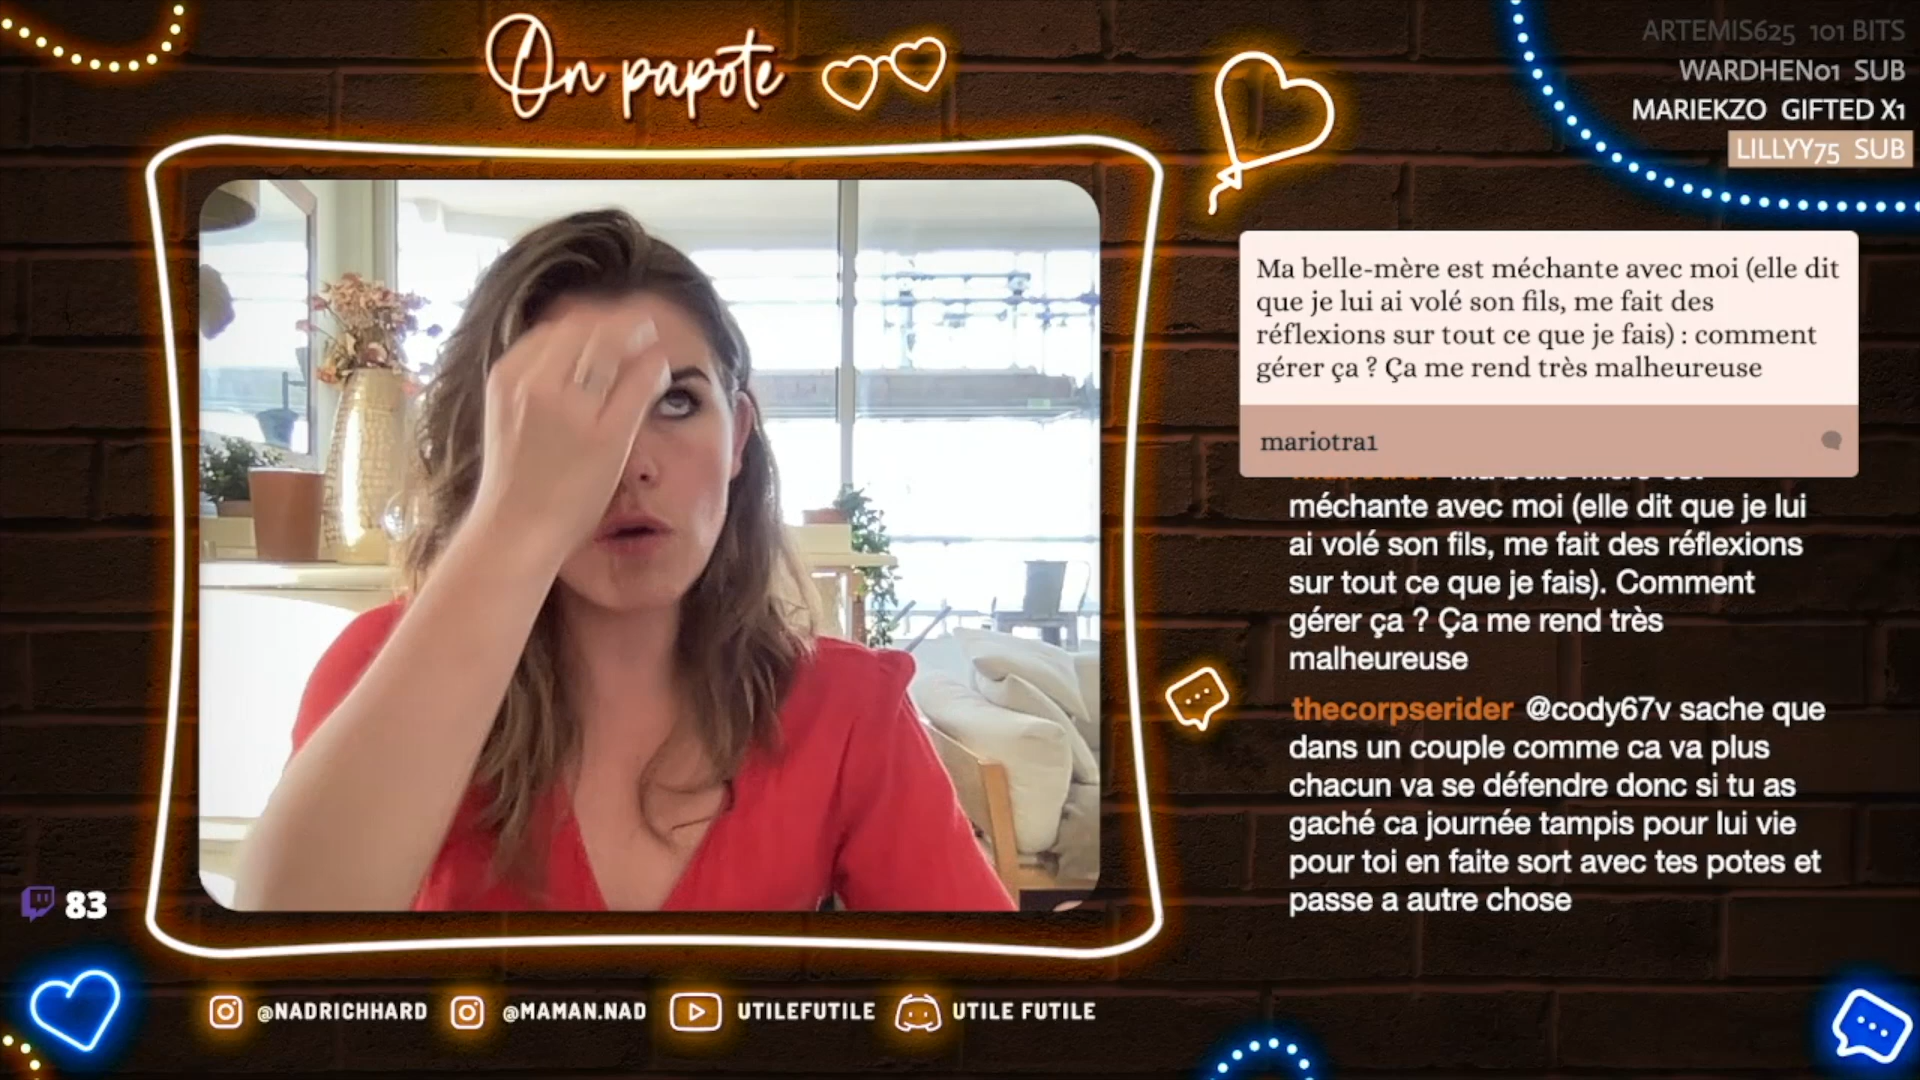 On papote
ARTEMIS625 101 BITS
WARDHEN01 SUB
MARIEKZO GIFTED X1
LILLYY75 SUB
Ma belle-mère est méchante avec moi (elle dit
que je lui ai volé son fils, me fait des
réflexions sur tout ce que je fais) : comment
gérer ça ? Ça me rend très malheureuse
mariotra1
méchante avec moi (elle dit que je lui
ai volé son fils, me fait des réflexions
sur tout ce que je fais). Comment
gérer ça ? Ça me rend très
malheureuse
thecorpserider @cody67v sache que
dans un couple comme ca va plus
chacun va se défendre donc si tu as
gaché ca journée tampis pour lui vie
pour toi en faite sort avec tes potes et
passe a autre chose
83
@NADRICHHARD @MAMAN.NAD UTILEFUTILE UTILE FUTILE